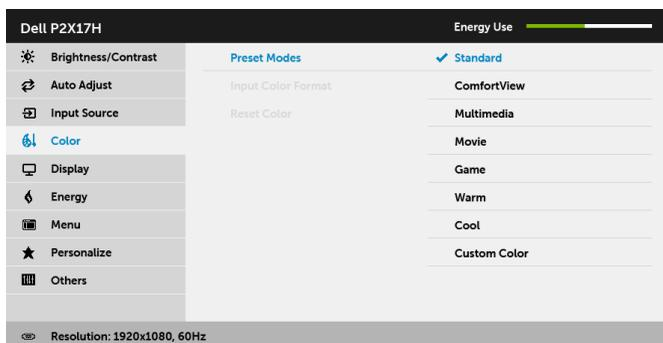 Dell P2X17H Energy Use
Brightness/Contrast Preset Modes Standard
Auto Adjust Input Color Format ComfortView
Input Source Reset Color Multimedia
Color Movie
Display Game
Energy Warm
Menu Cool
Personalize Custom Color
Others
Resolution: 1920x1080, 60Hz